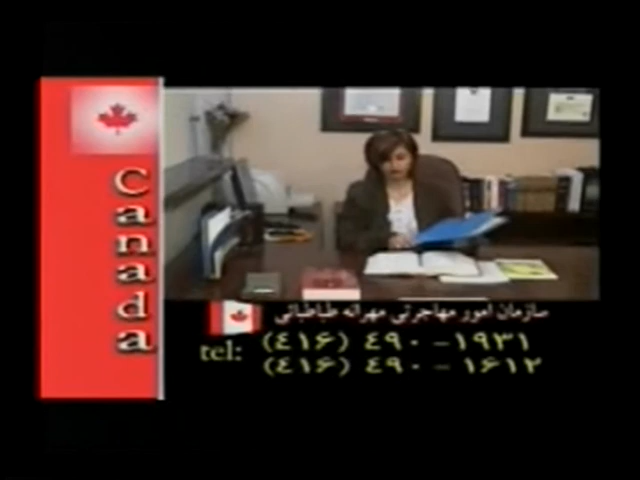 Canada
سازمان امور مهاجرتی مهرانه طباطبائی
tel: (۴۱۶) ۴۹۰ - ۱۹۳۱
(۴۱۶) ۴۹۰ - ۱۶۱۲